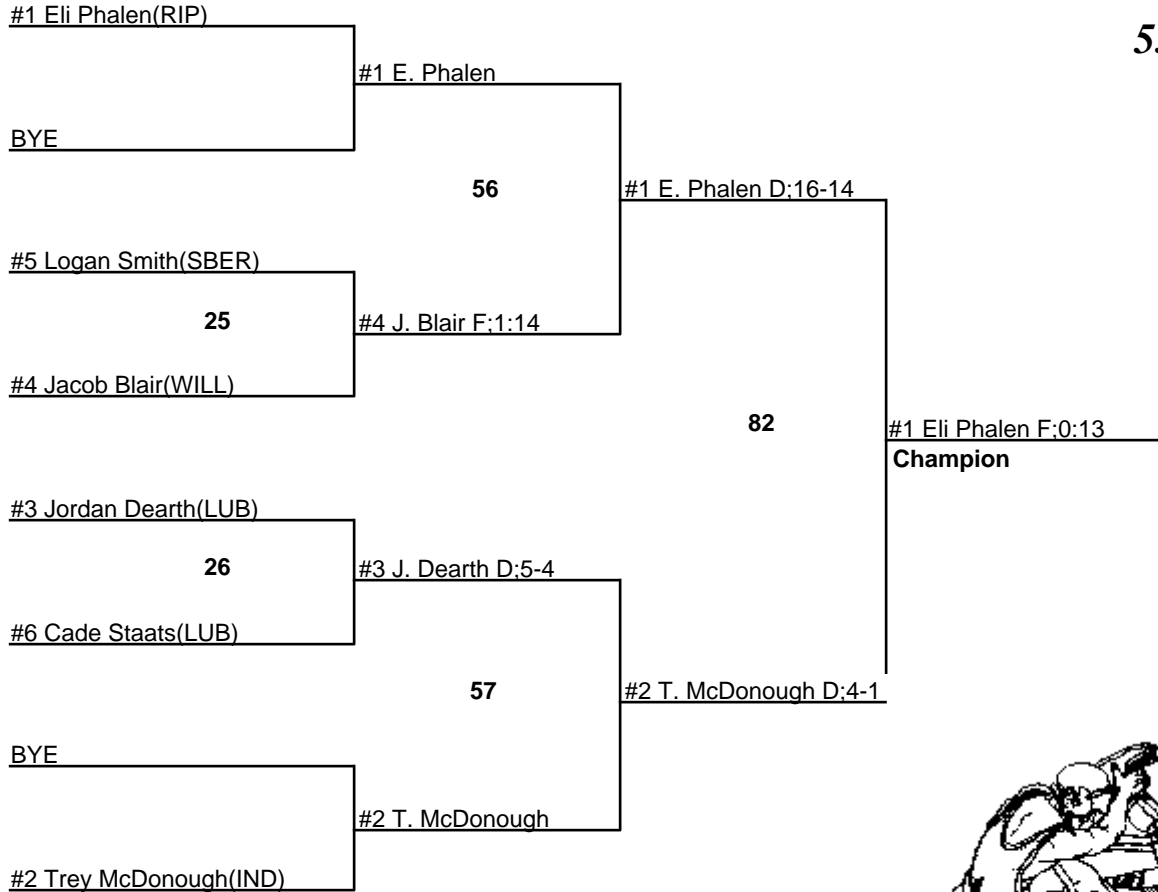 #1 Eli Phalen(RIP)
#1 E. Phalen
BYE
56
#1 E. Phalen D;16-14
#5 Logan Smith(SBER)
25
#4 J. Blair F;1:14
#4 Jacob Blair(WILL)
82
#1 Eli Phalen F;0:13
Champion
#3 Jordan Dearth(LUB)
26
#3 J. Dearth D;5-4
#6 Cade Staats(LUB)
57
#2 T. McDonough D;4-1
BYE
#2 T. McDonough
#2 Trey McDonough(IND)